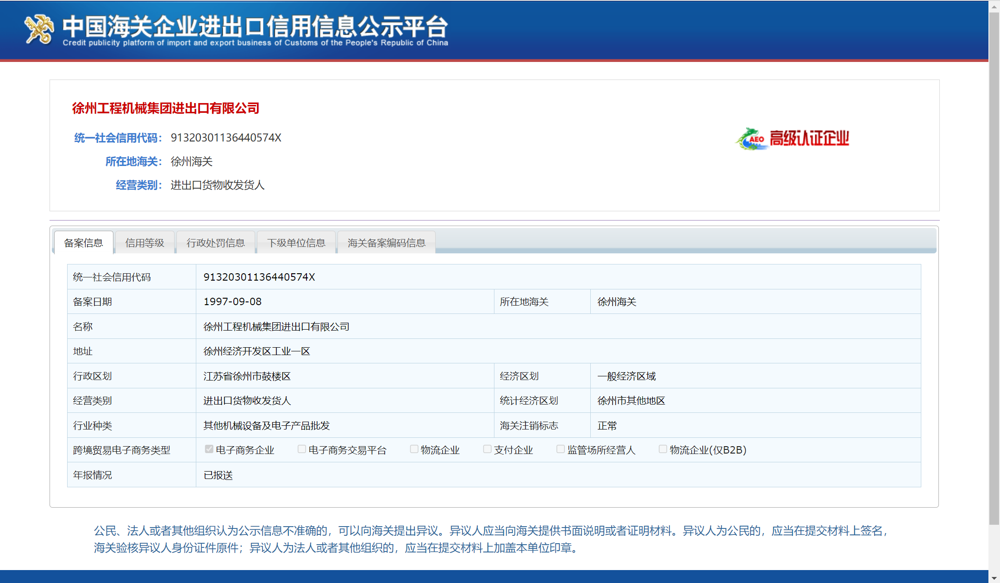 中国海关企业进出口信用信息公示平台
Credit publicity platform of import and export business of Customs of the People's Republic of China
徐州工程机械集团进出口有限公司
统一社会信用代码： 91320301136440574X
所在地海关： 徐州海关
经营类别： 进出口货物收发货人
AEO 高级认证企业
备案信息 信用等级 行政处罚信息 下级单位信息 海关备案编码信息
统一社会信用代码 91320301136440574X
备案日期 1997-09-08 所在地海关 徐州海关
名称 徐州工程机械集团进出口有限公司
地址 徐州经济开发区工业一区
行政区划 江苏省徐州市鼓楼区 经济区划 一般经济区域
经营类别 进出口货物收发货人 统计经济区划 徐州市其他地区
行业种类 其他机械设备及电子产品批发 海关注销标志 正常
跨境贸易电子商务类型 电子商务企业 电子商务交易平台 物流企业 支付企业 监管场所经营人 物流企业(仅B2B)
年报情况 已报送
公民、法人或者其他组织认为公示信息不准确的，可以向海关提出异议。异议人应当向海关提供书面说明或者证明材料。异议人为公民的，应当在提交材料上签名，
海关验核异议人身份证件原件；异议人为法人或者其他组织的，应当在提交材料上加盖本单位印章。